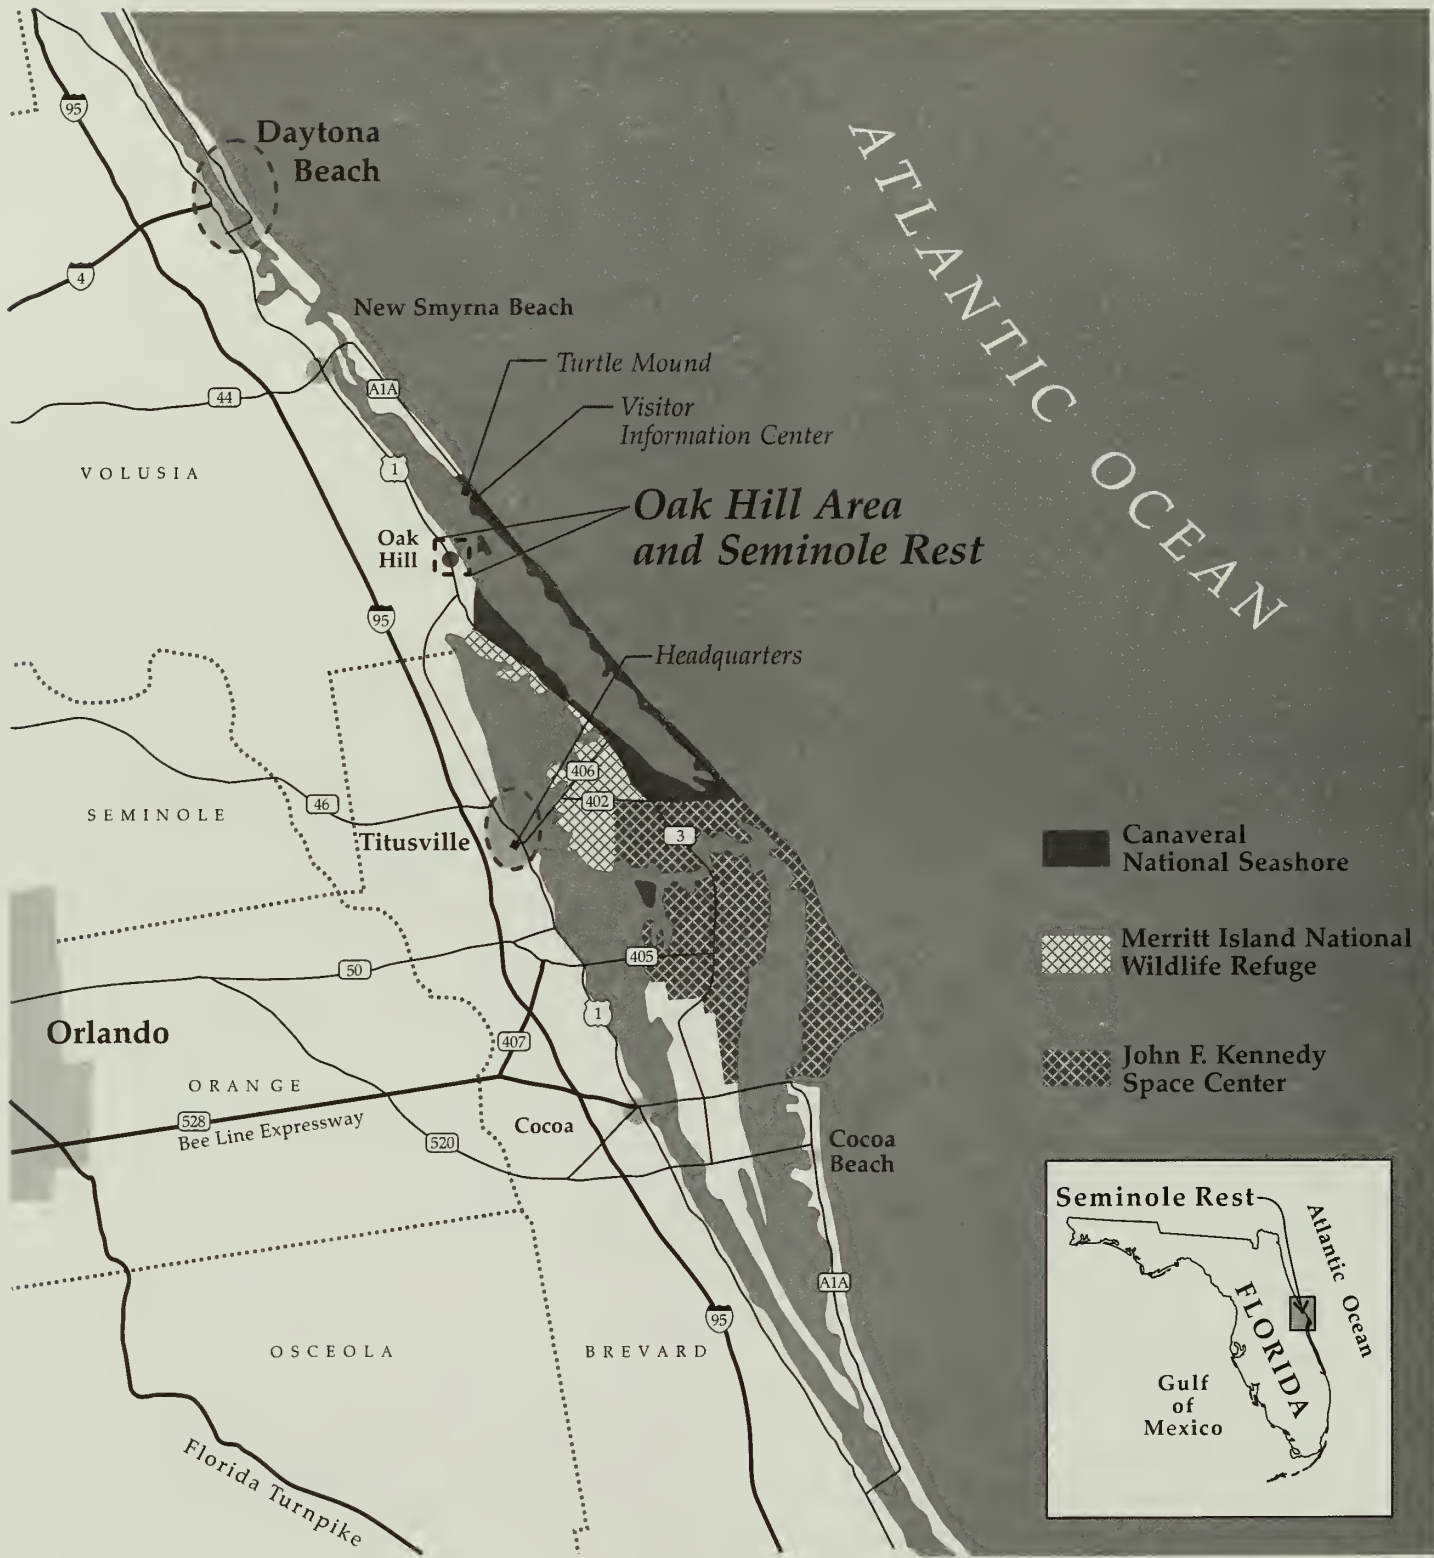 95
Daytona
Beach
ATLANTIC OCEAN
4
New Smyrna Beach
Turtle Mound
A1A
44
Visitor
Information Center
1
VOLUSIA
Oak Hill Area
and Seminole Rest
Oak
Hill
95
Headquarters
406
402
46
SEMINOLE
3
Titusville
Canaveral
National Seashore
Merritt Island National
Wildlife Refuge
405
50
1
Orlando
407
John F. Kennedy
Space Center
ORANGE
528
Bee Line Expressway
Cocoa
520
Cocoa
Beach
Seminole Rest
Atlantic Ocean
A1A
FLORIDA
95
OSCEOLA
BREVARD
Gulf
of
Mexico
Florida Turnpike